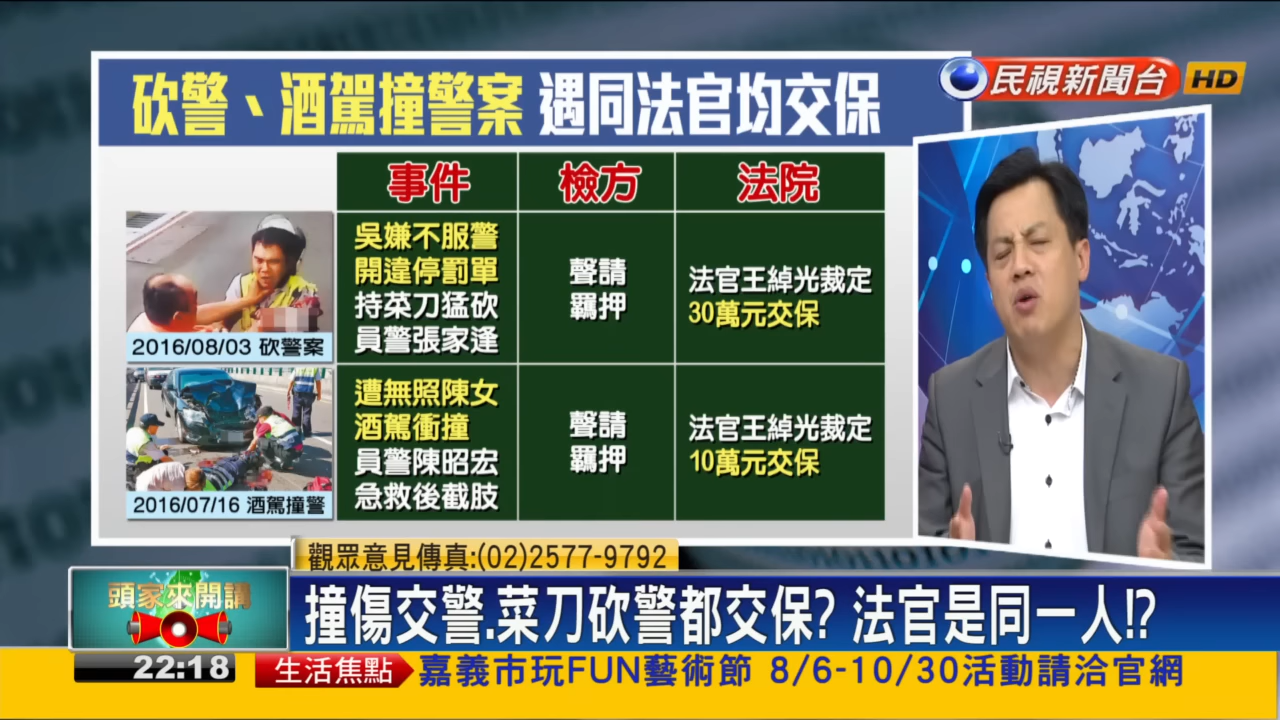 砍警、酒駕撞警案 遇同法官均交保
民視新聞台 HD
事件
檢方
法院
2016/08/03 砍警案
吳嫌不服警
開違停罰單
持菜刀猛砍
員警張家逢
聲請
羈押
法官王綽光裁定
30萬元交保
2016/07/16 酒駕撞警
遭無照陳女
酒駕衝撞
員警陳昭宏
急救後截肢
聲請
羈押
法官王綽光裁定
10萬元交保
觀眾意見傳真:(02)2577-9792
頭家來開講
撞傷交警.菜刀砍警都交保? 法官是同一人!?
22:18
生活焦點
嘉義市玩FUN藝術節 8/6-10/30活動請洽官網